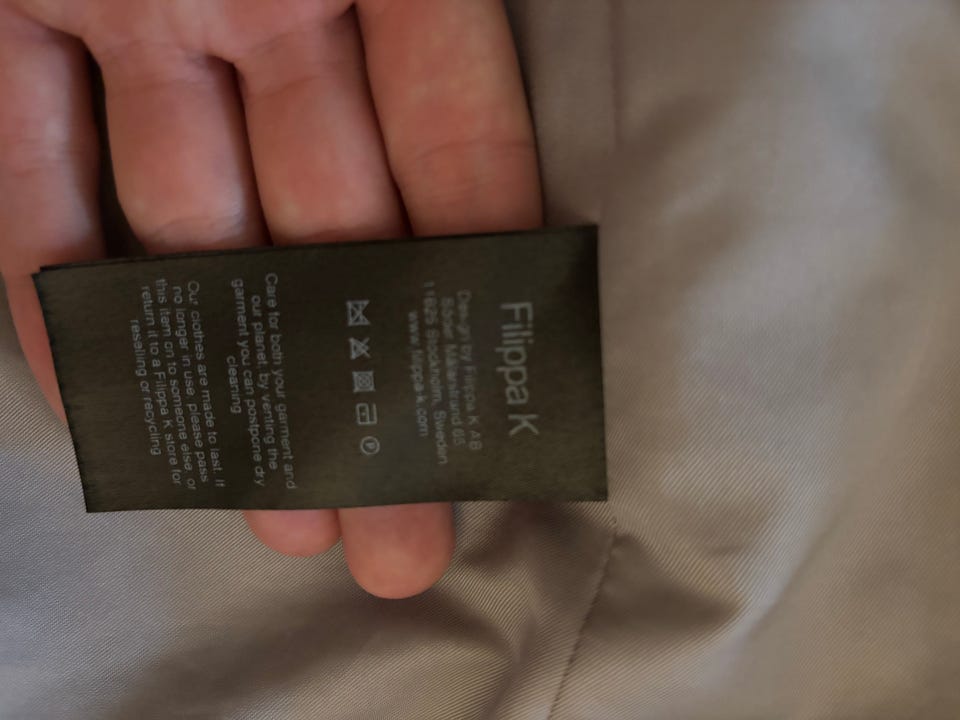 Filippa K
Design by Filippa K AB
Söder Mälarstrand 65
11825 Stockholm, Sweden
www.filippa-k.com
P
Care for both your garment and
our planet, by venting the
garment you can postpone dry
cleaning
Our clothes are made to last. If
no longer in use, please pass
this item on to someone else, or
return it to a Filippa K store for
reselling or recycling